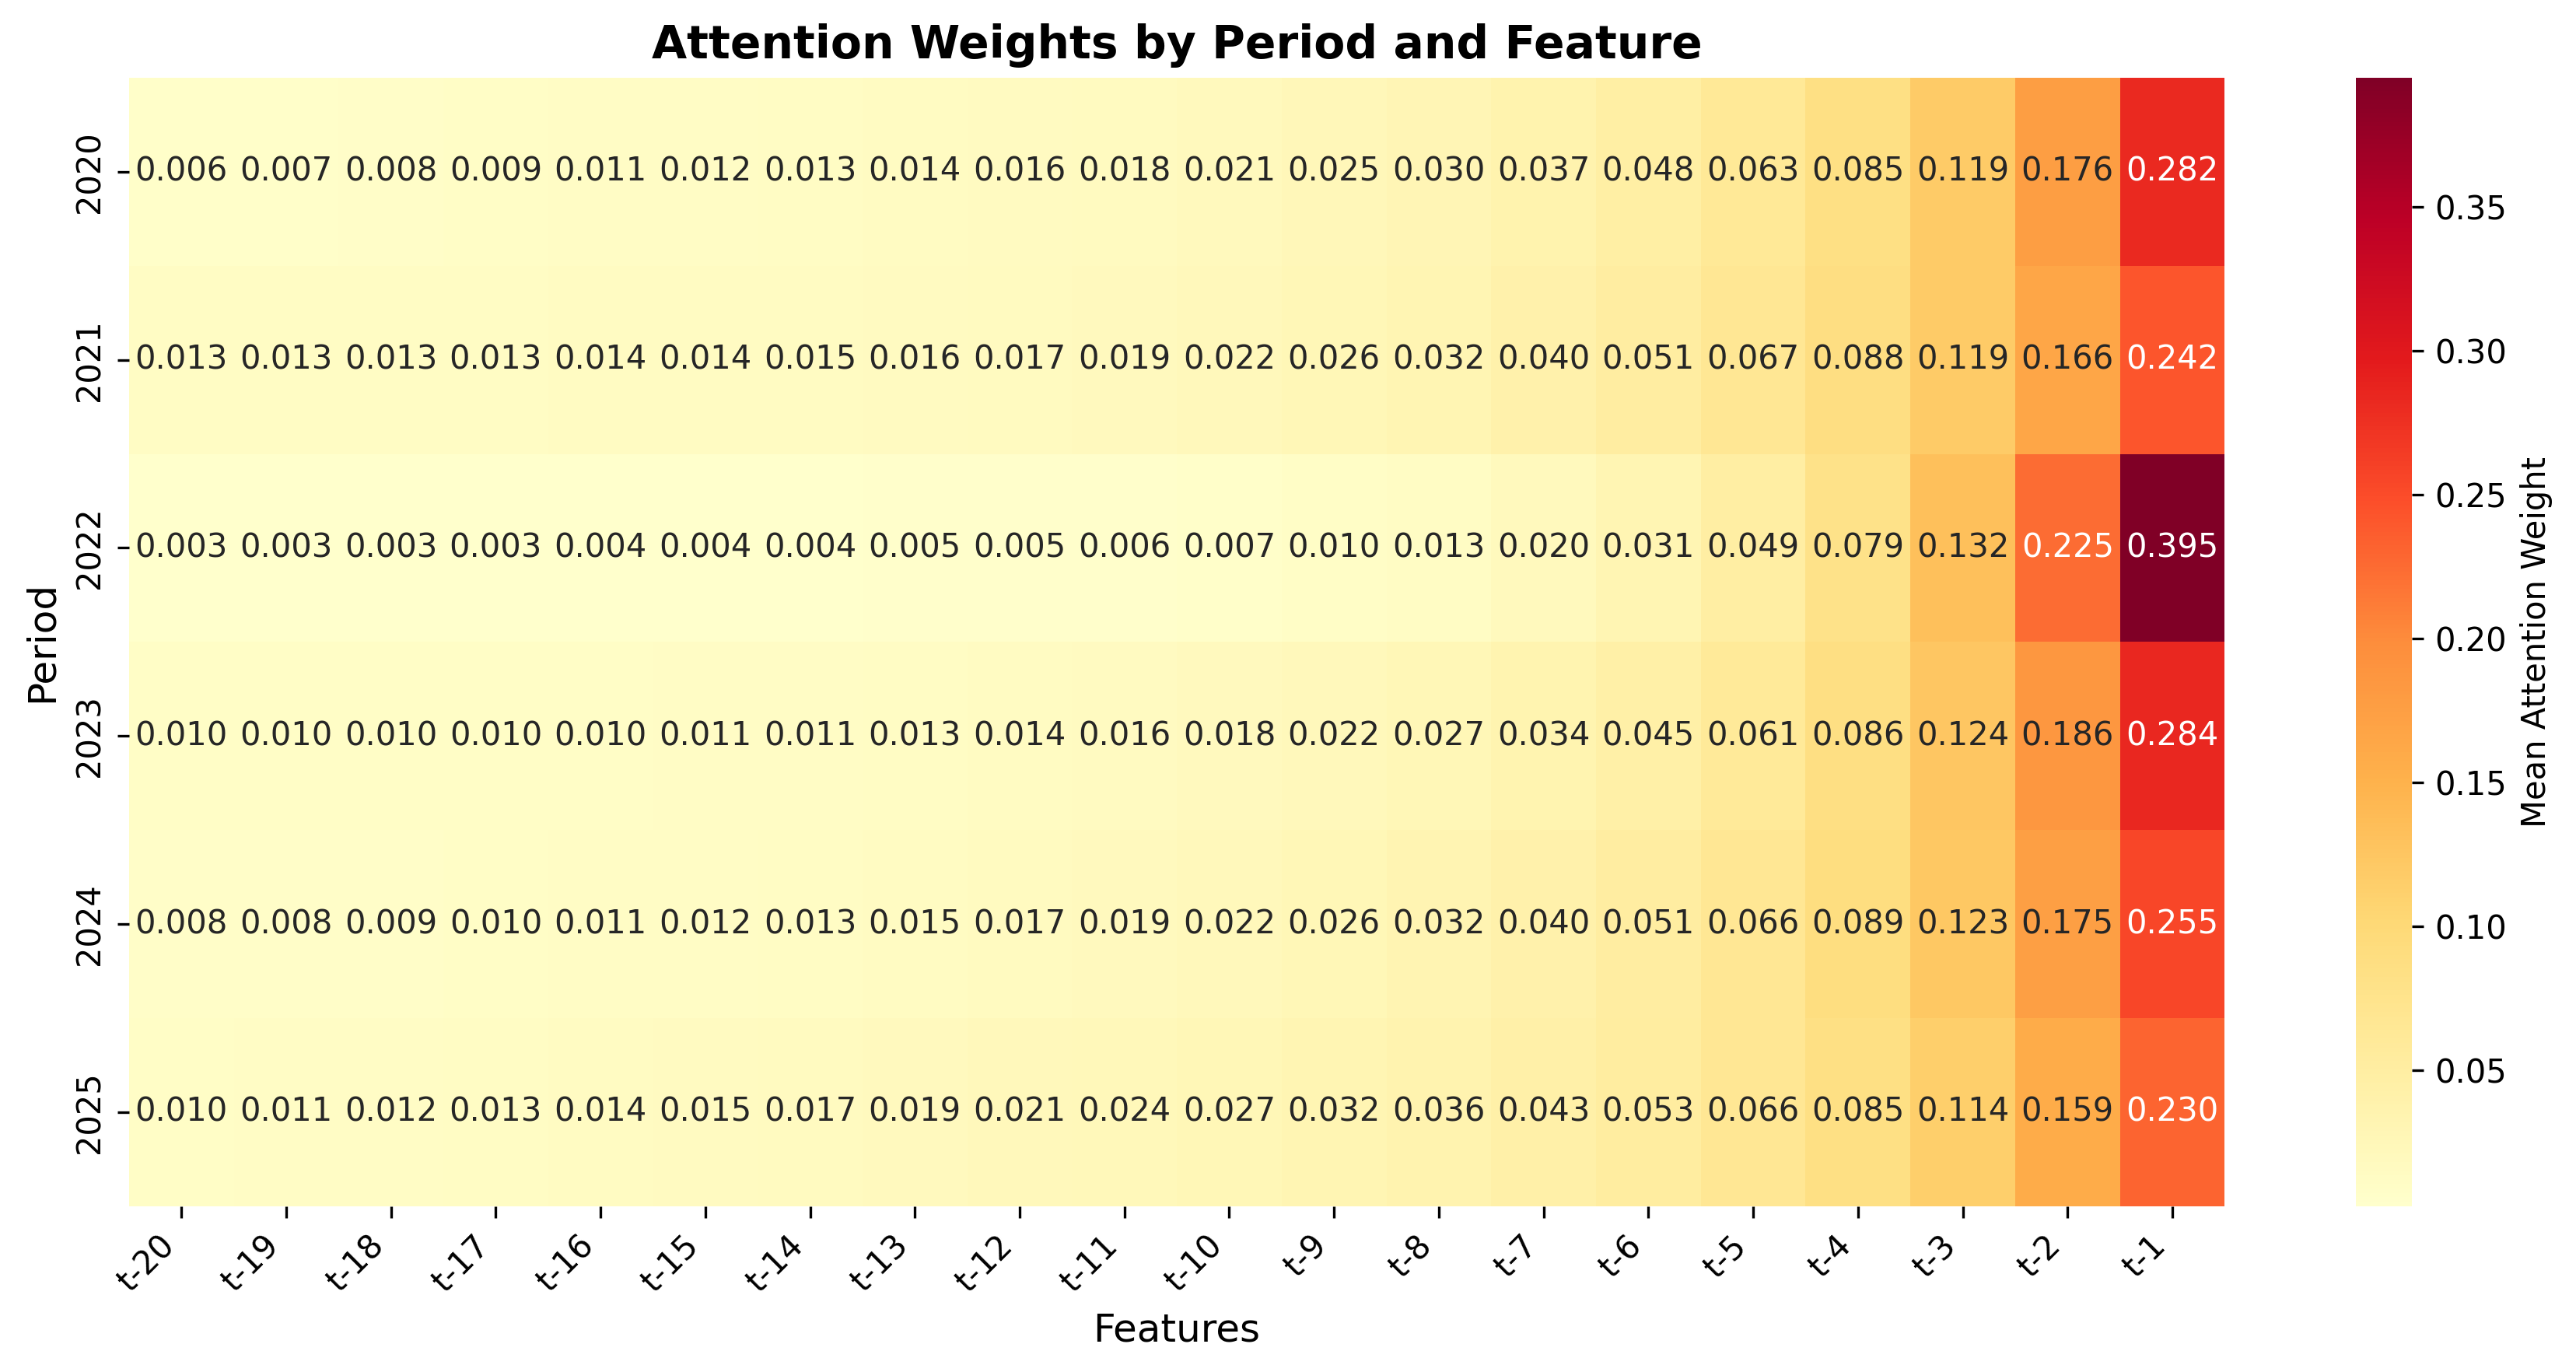 Attention Weights by Period and Feature
Period
2020 0.006 0.007 0.008 0.009 0.011 0.012 0.013 0.014 0.016 0.018 0.021 0.025 0.030 0.037 0.048 0.063 0.085 0.119 0.176 0.282
2021 0.013 0.013 0.013 0.013 0.014 0.014 0.015 0.016 0.017 0.019 0.022 0.026 0.032 0.040 0.051 0.067 0.088 0.119 0.166 0.242
2022 0.003 0.003 0.003 0.003 0.004 0.004 0.004 0.005 0.005 0.006 0.007 0.010 0.013 0.020 0.031 0.049 0.079 0.132 0.225 0.395
2023 0.010 0.010 0.010 0.010 0.010 0.011 0.011 0.013 0.014 0.016 0.018 0.022 0.027 0.034 0.045 0.061 0.086 0.124 0.186 0.284
2024 0.008 0.008 0.009 0.010 0.011 0.012 0.013 0.015 0.017 0.019 0.022 0.026 0.032 0.040 0.051 0.066 0.089 0.123 0.175 0.255
2025 0.010 0.011 0.012 0.013 0.014 0.015 0.017 0.019 0.021 0.024 0.027 0.032 0.036 0.043 0.053 0.066 0.085 0.114 0.159 0.230
t-20 t-19 t-18 t-17 t-16 t-15 t-14 t-13 t-12 t-11 t-10 t-9 t-8 t-7 t-6 t-5 t-4 t-3 t-2 t-1
Features
0.35
0.30
0.25
0.20
0.15
0.10
0.05
Mean Attention Weight